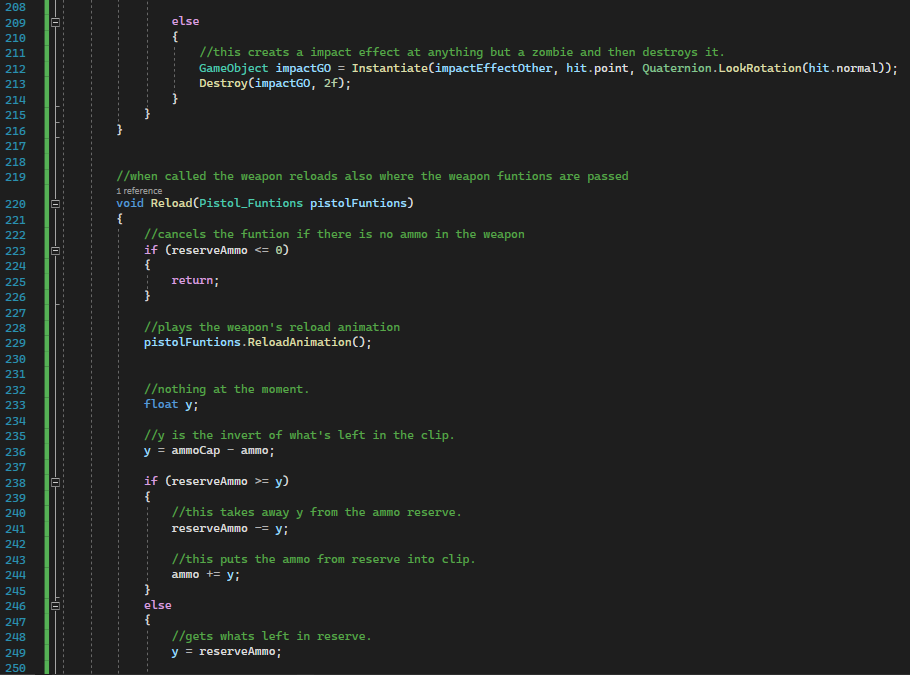 208
209 else
210 {
211 //this creats a impact effect at anything but a zombie and then destroys it.
212 GameObject impactGO = Instantiate(impactEffectOther, hit.point, Quaternion.LookRotation(hit.normal));
213 Destroy(impactGO, 2f);
214 }
215 }
216 }
217
218
219 //when called the weapon reloads also where the weapon funtions are passed
1 reference
220 void Reload(Pistol_Funtions pistolFuntions)
221 {
222 //cancels the funtion if there is no ammo in the weapon
223 if (reserveAmmo <= 0)
224 {
225 return;
226 }
227
228 //plays the weapon's reload animation
229 pistolFuntions.ReloadAnimation();
230
231
232 //nothing at the moment.
233 float y;
234
235 //y is the invert of what's left in the clip.
236 y = ammoCap - ammo;
237
238 if (reserveAmmo >= y)
239 {
240 //this takes away y from the ammo reserve.
241 reserveAmmo -= y;
242
243 //this puts the ammo from reserve into clip.
244 ammo += y;
245 }
246 else
247 {
248 //gets whats left in reserve.
249 y = reserveAmmo;
250